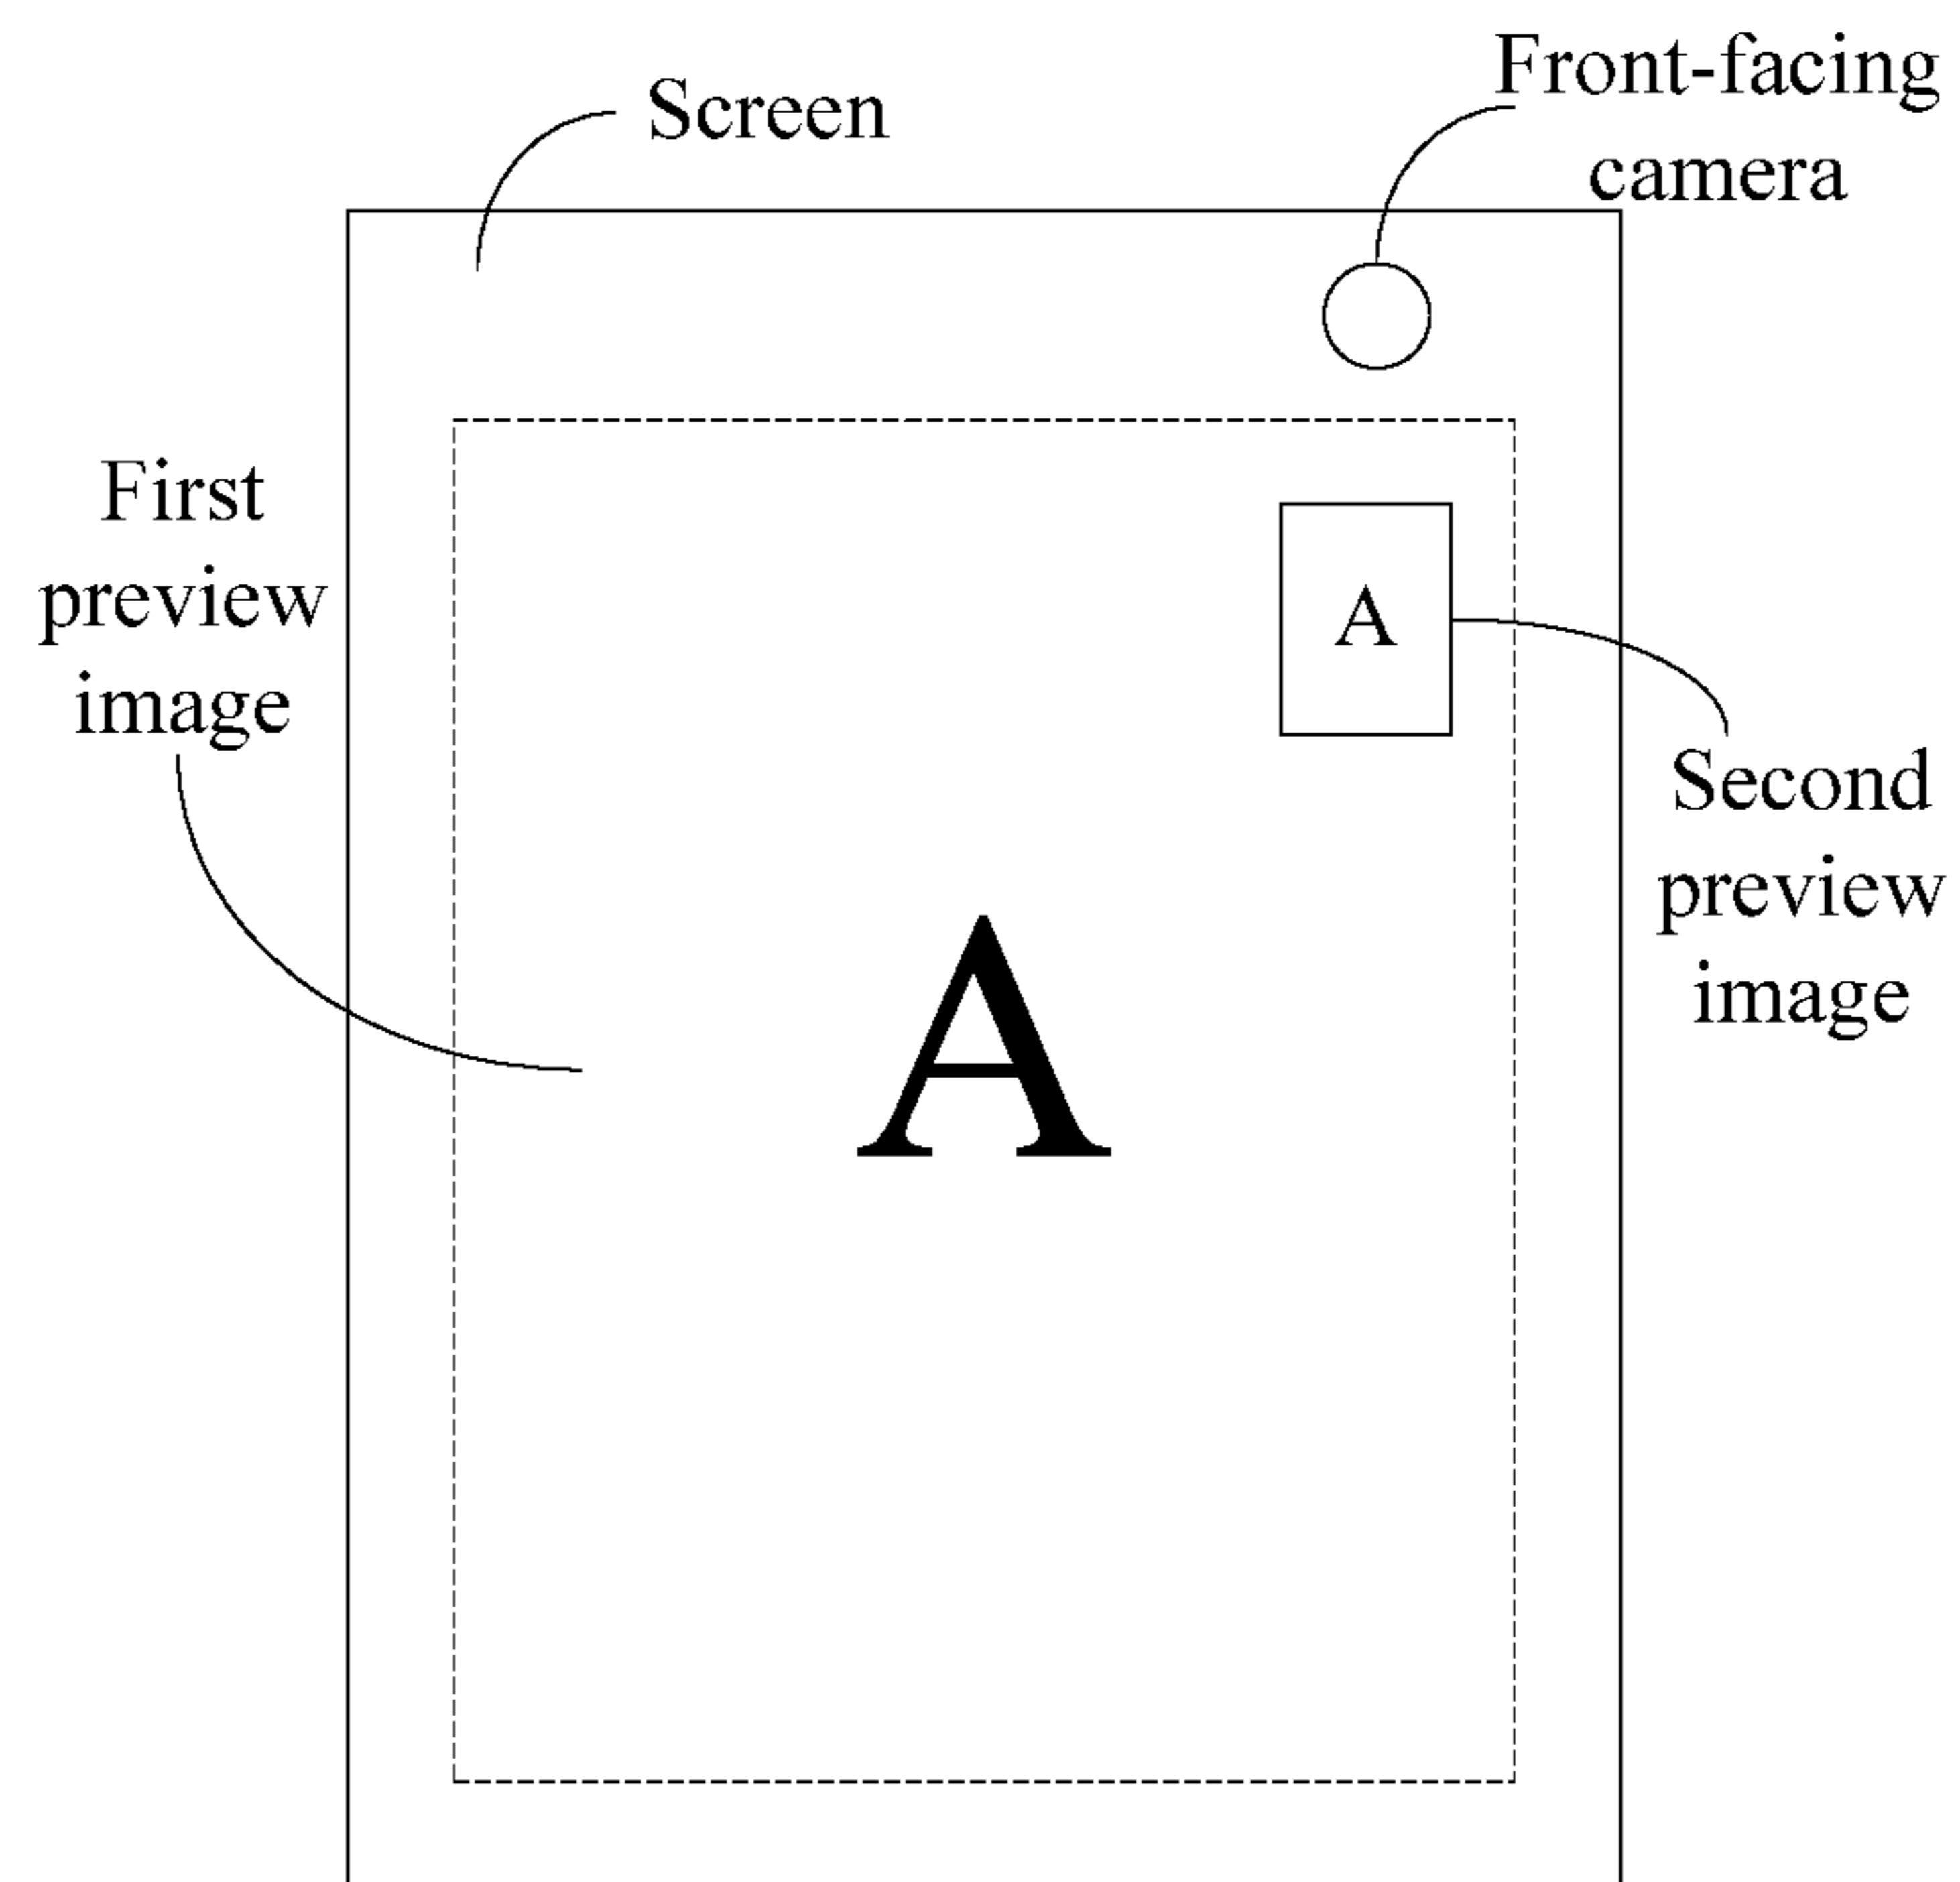 Screen
Front-facing
camera
First
preview
image
A
Second
preview
image
A